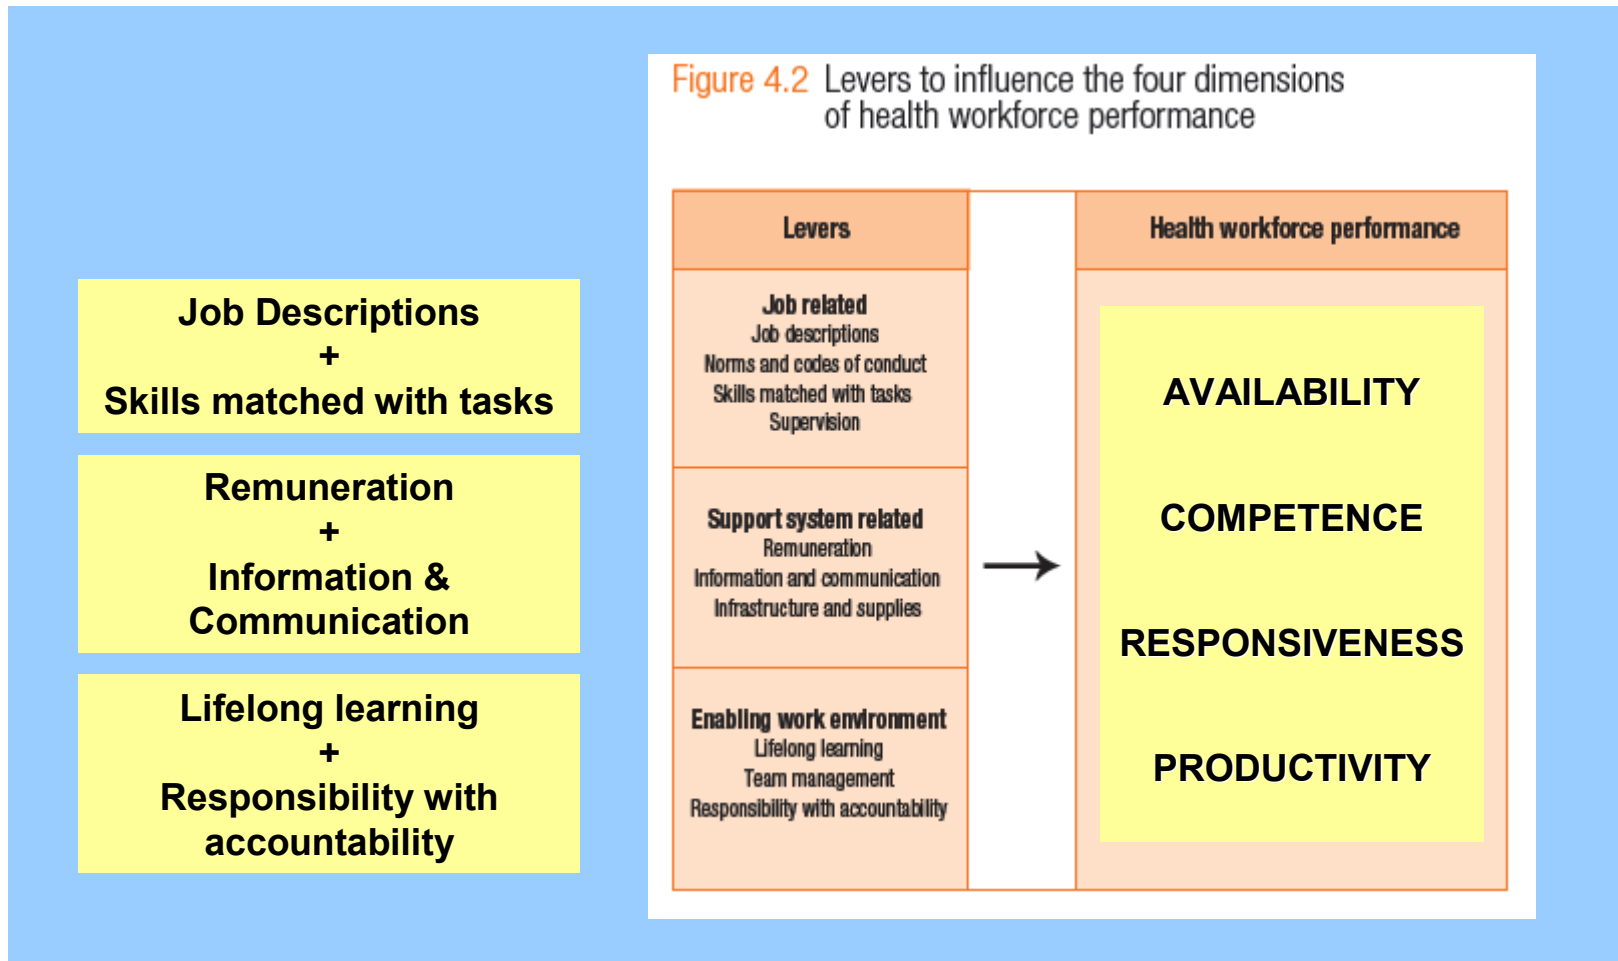 Job Descriptions
+
Skills matched with tasks
Remuneration
+
Information &
Communication
Lifelong learning
+
Responsibility with
accountability
Figure 4.2 Levers to influence the four dimensions
of health workforce performance
Levers
Job related
Job descriptions
Norms and codes of conduct
Skills matched with tasks
Supervision
Support system related
Remuneration
Information and communication
Infrastructure and supplies
Enabling work environment
Lifelong learning
Team management
Responsibility with accountability
Health workforce performance
AVAILABILITY
COMPETENCE
RESPONSIVENESS
PRODUCTIVITY